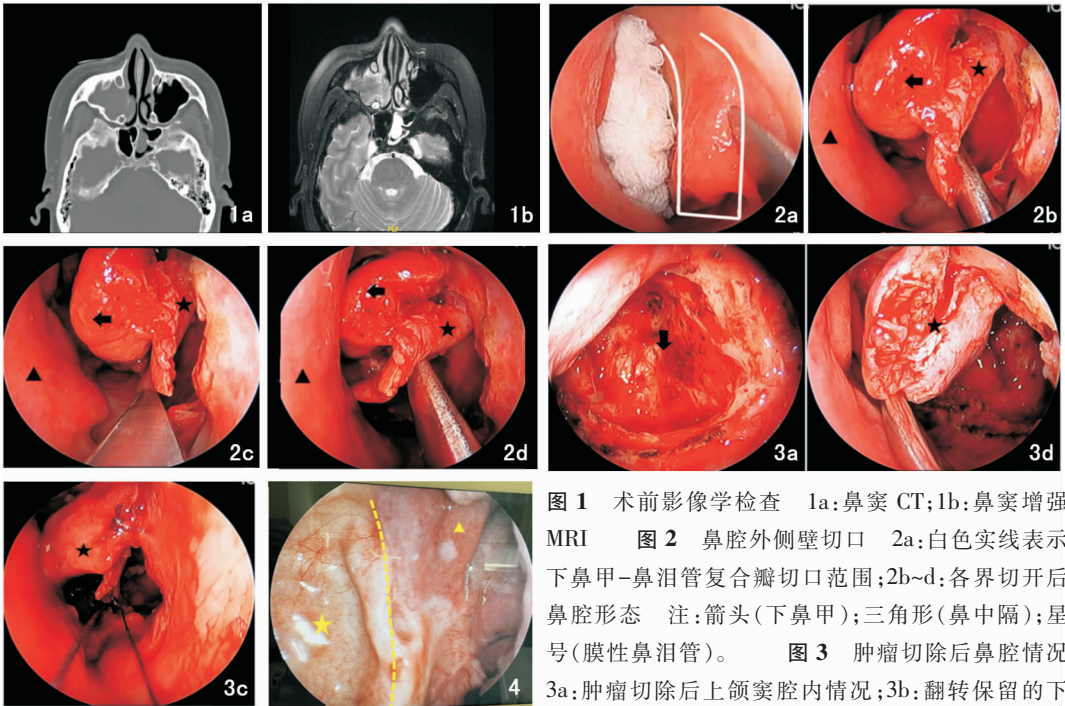 1a
1b
2a
2b
2c
2d
3a
3d
3c
4
图 1 术前影像学检查 1a:鼻窦 CT;1b:鼻窦增强
MRI 图 2 鼻腔外侧壁切口 2a:白色实线表示
下鼻甲-鼻泪管复合瓣切口范围;2b~d:各界切开后
鼻腔形态 注:箭头(下鼻甲);三角形(鼻中隔);星
号(膜性鼻泪管)。 图 3 肿瘤切除后鼻腔情况
3a:肿瘤切除后上颌窦腔内情况;3b:翻转保留的下